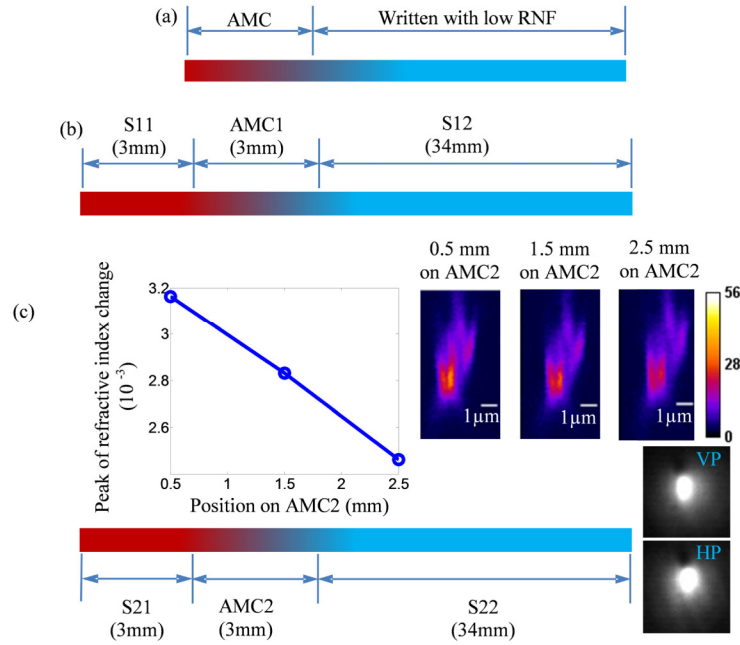 (a)
AMC
Written with low RNF
(b)
S11
(3mm)
AMC1
(3mm)
S12
(34mm)
(c)
Peak of refractive index change
(10⁻³)
3.2
3
2.8
2.6
0.5
1
1.5
2
2.5
Position on AMC2 (mm)
0.5 mm
on AMC2
1.5 mm
on AMC2
2.5 mm
on AMC2
1µm
1µm
1µm
56
0
VP
HP
S21
(3mm)
AMC2
(3mm)
S22
(34mm)